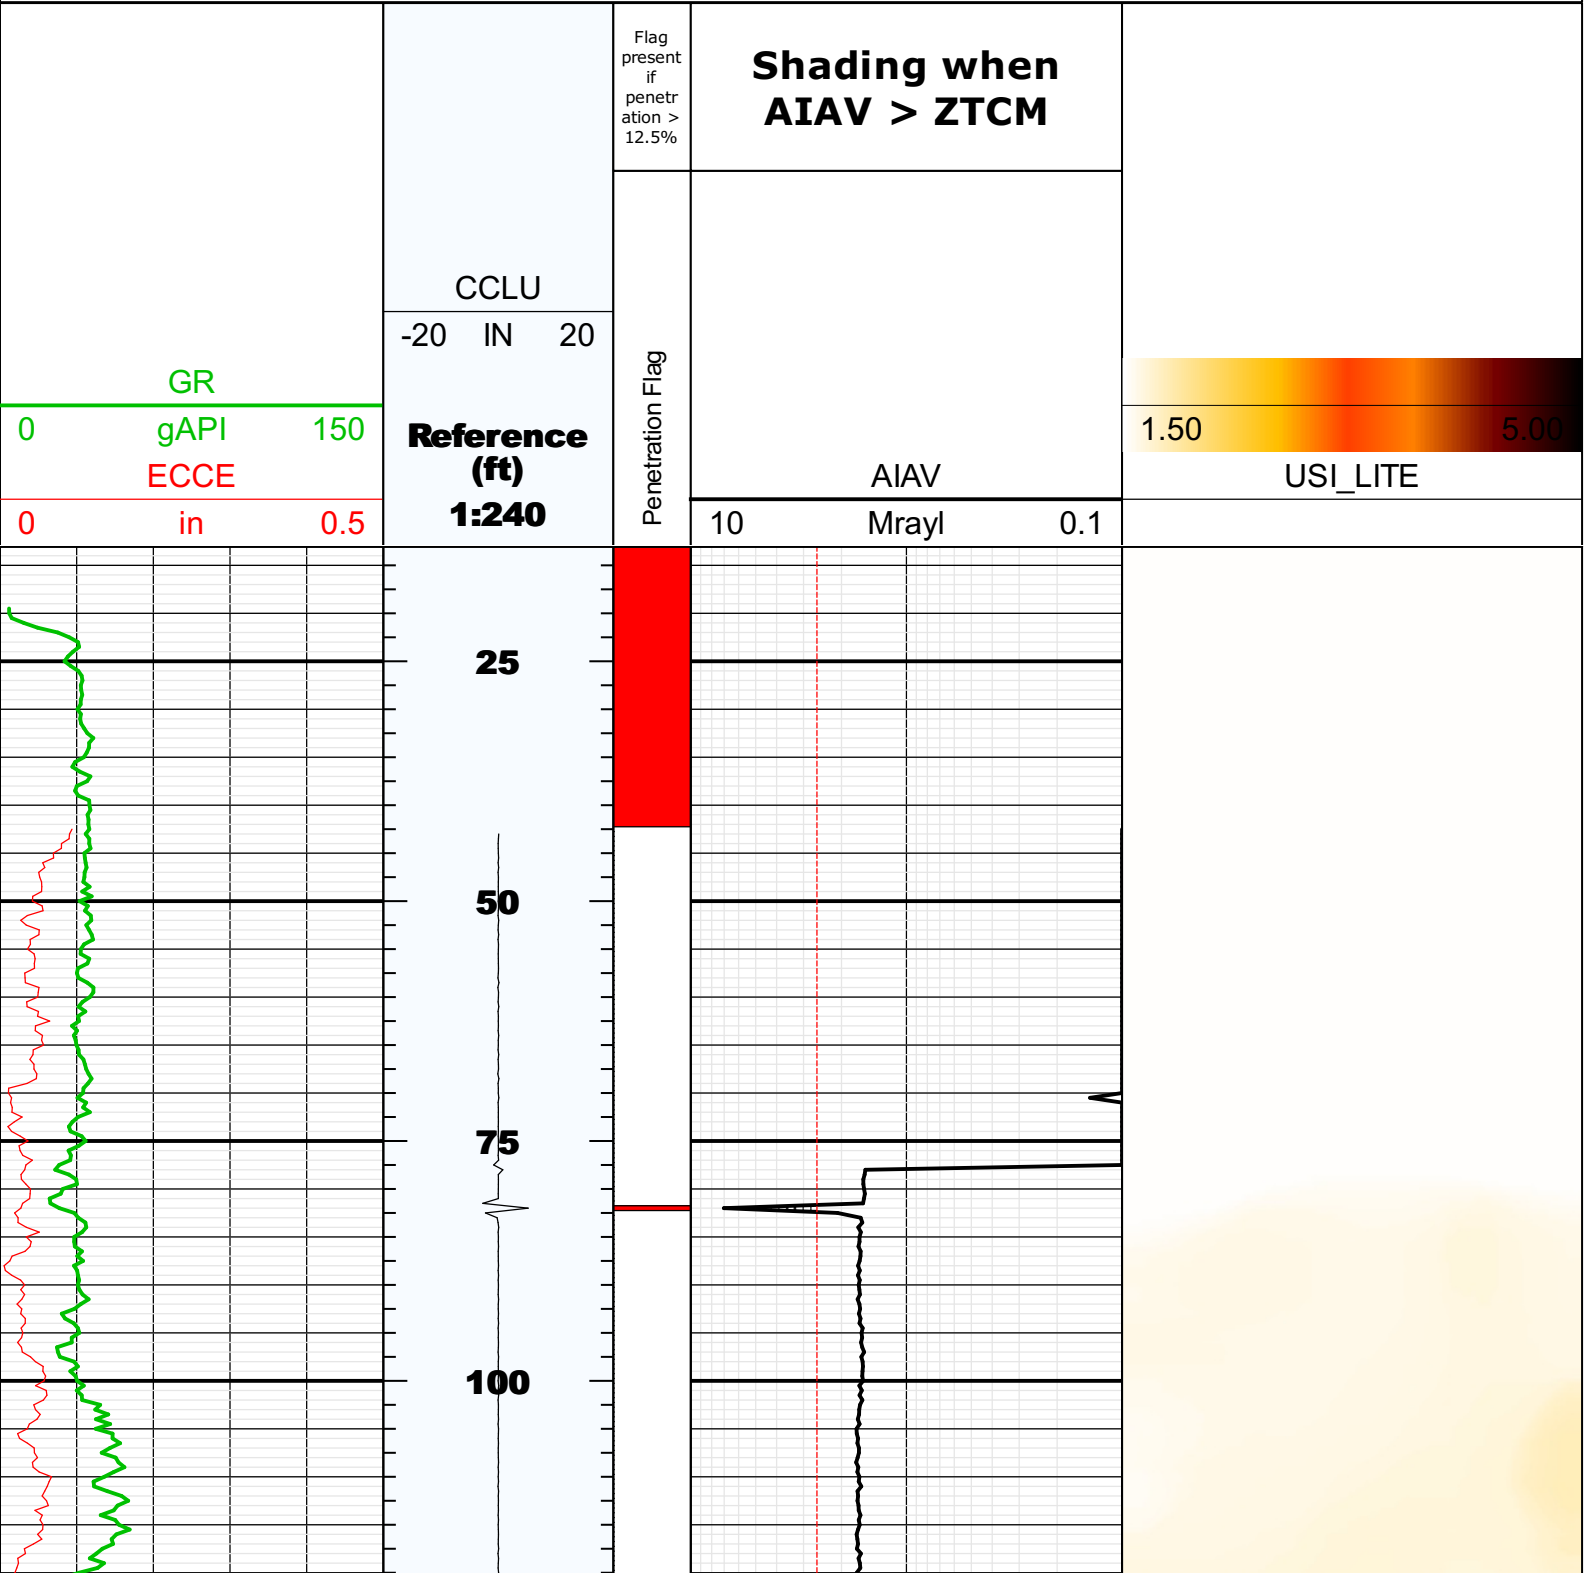 Flag
present
if
penetr
ation >
12.5%
Shading when
AIAV > ZTCM
CCLU
-20 IN 20
GR
0 gAPI 150
ECCE
0 in 0.5
Reference
(ft)
1:240
Penetration Flag
AIAV
10 Mrayl 0.1
1.50 5.00
USI_LITE
25
50
75
100